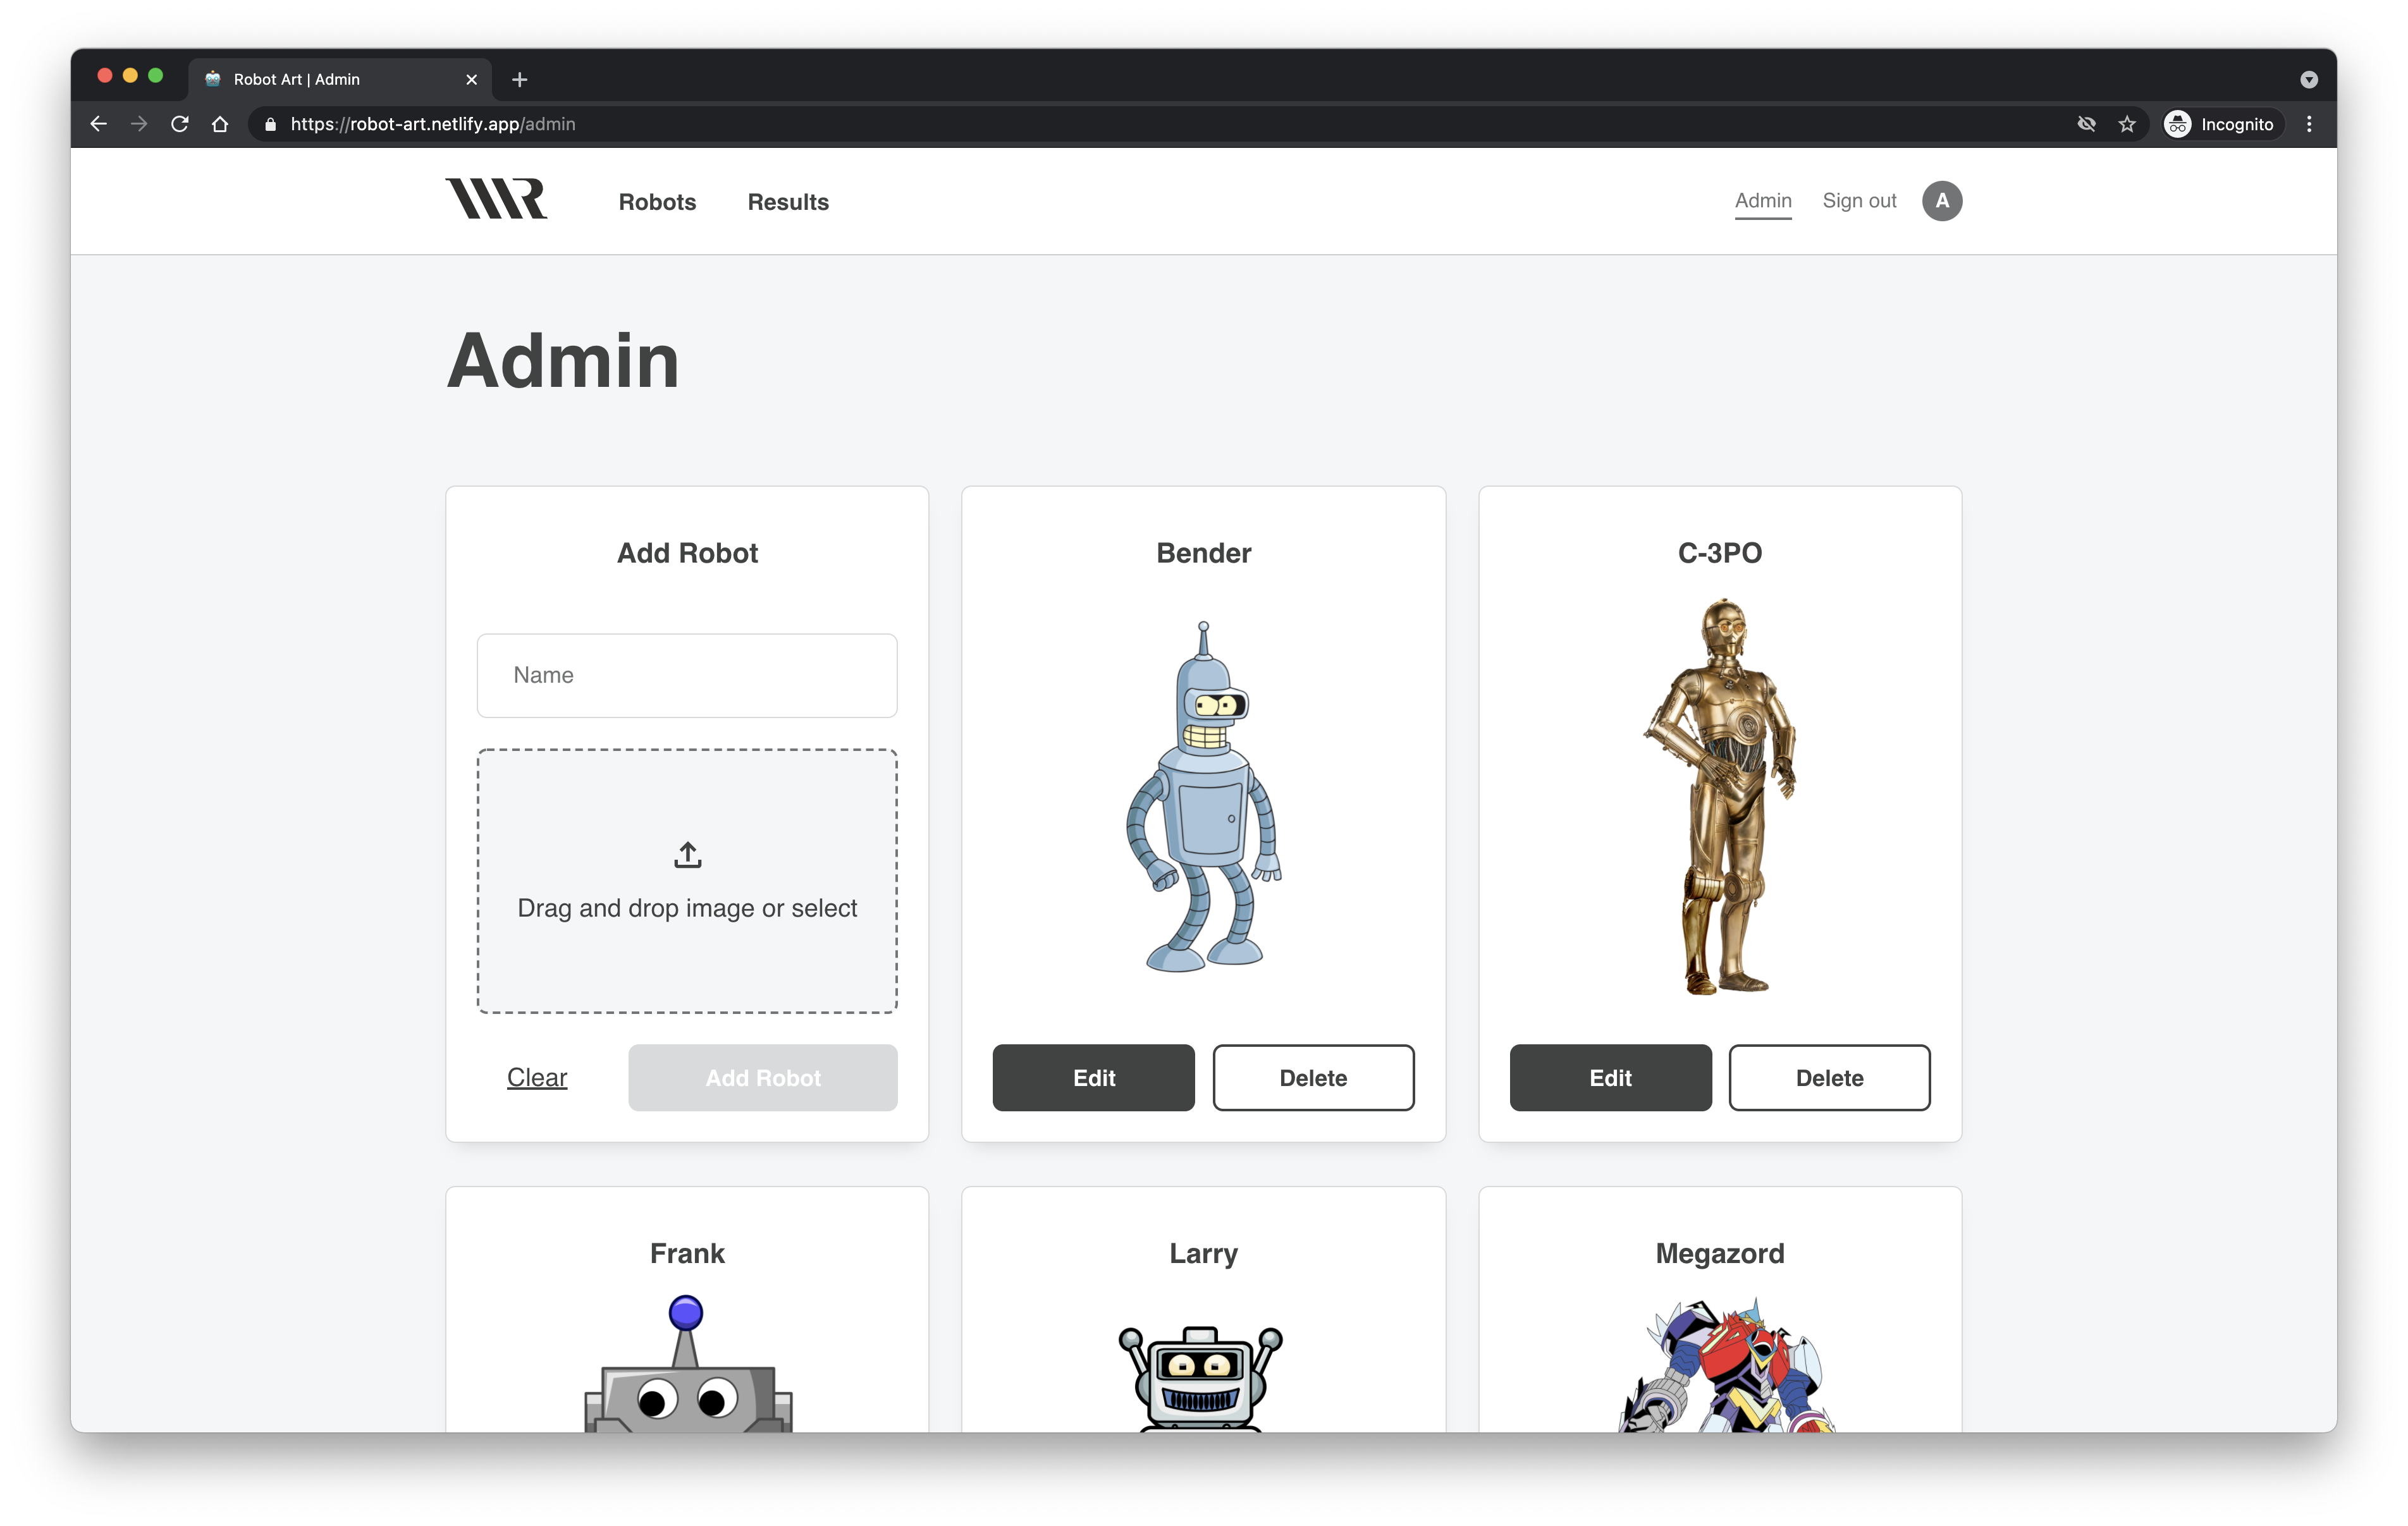 Robot Art | Admin
https://robot-art.netlify.app/admin
Incognito
Robots
Results
Admin
Sign out
A
Admin
Add Robot
Name
Drag and drop image or select
Clear
Add Robot
Bender
Edit
Delete
C-3PO
Edit
Delete
Frank
Larry
Megazord